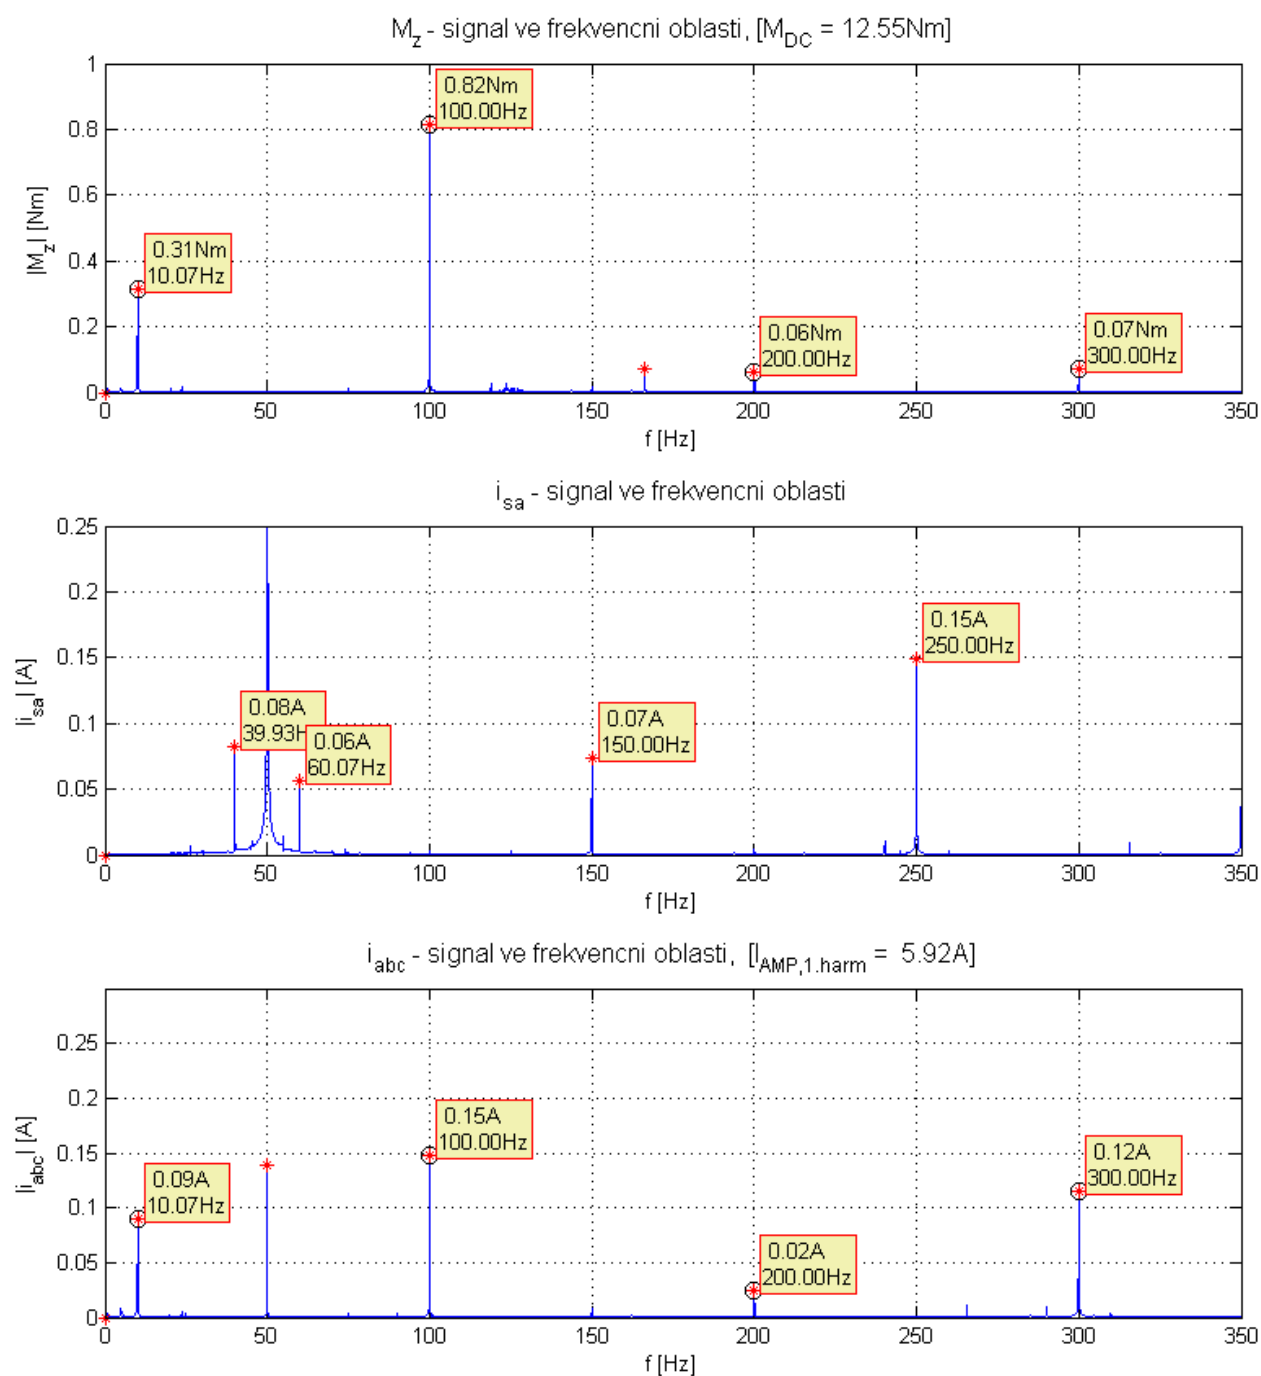 M_z - signal ve frekvencni oblasti, [M_DC = 12.55Nm]
1
0.8
0.6
0.4
0.2
0
|M_z| [Nm]
0.31Nm
10.07Hz
0.82Nm
100.00Hz
0.06Nm
200.00Hz
0.07Nm
300.00Hz
0 50 100 150 200 250 300 350
f [Hz]
i_sa - signal ve frekvencni oblasti
0.25
0.2
0.15
0.1
0.05
0
|i_sa| [A]
0.08A
39.93H
0.06A
60.07Hz
0.07A
150.00Hz
0.15A
250.00Hz
0 50 100 150 200 250 300 350
f [Hz]
i_abc - signal ve frekvencni oblasti, [I_AMP,1.harm = 5.92A]
0.25
0.2
0.15
0.1
0.05
0
|i_abc| [A]
0.09A
10.07Hz
0.15A
100.00Hz
0.02A
200.00Hz
0.12A
300.00Hz
0 50 100 150 200 250 300 350
f [Hz]